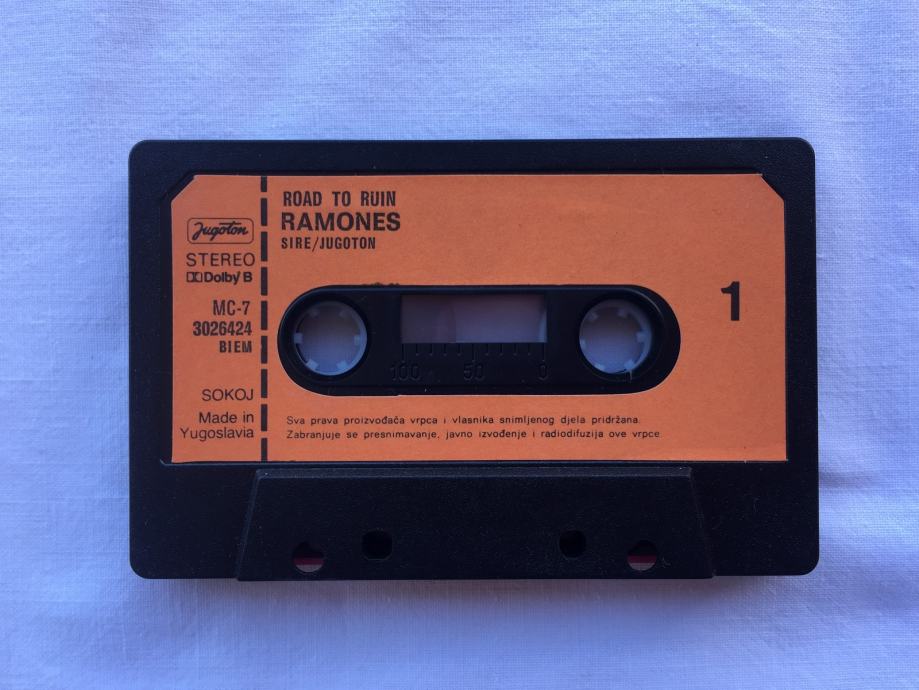 Jugoton
STEREO
Dolby B
MC-7
3026424
BIEM
SOKOJ
Made in
Yugoslavia
ROAD TO RUIN
RAMONES
SIRE/JUGOTON
1
100 50 0
Sva prava proizvođača vrpca i vlasnika snimljenog djela pridržana.
Zabranjuje se presnimavanje, javno izvođenje i radiodifuzija ove vrpce.